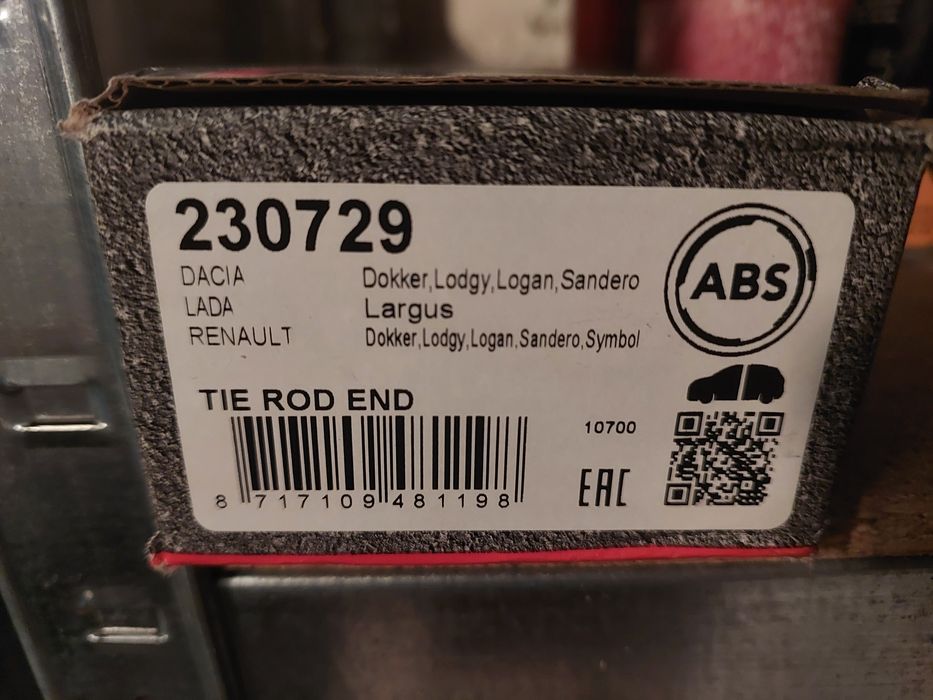 230729
DACIA Dokker,Lodgy,Logan,Sandero
LADA Largus
RENAULT Dokker,Lodgy,Logan,Sandero,Symbol
ABS
TIE ROD END
10700
EAC
8 717109 481198